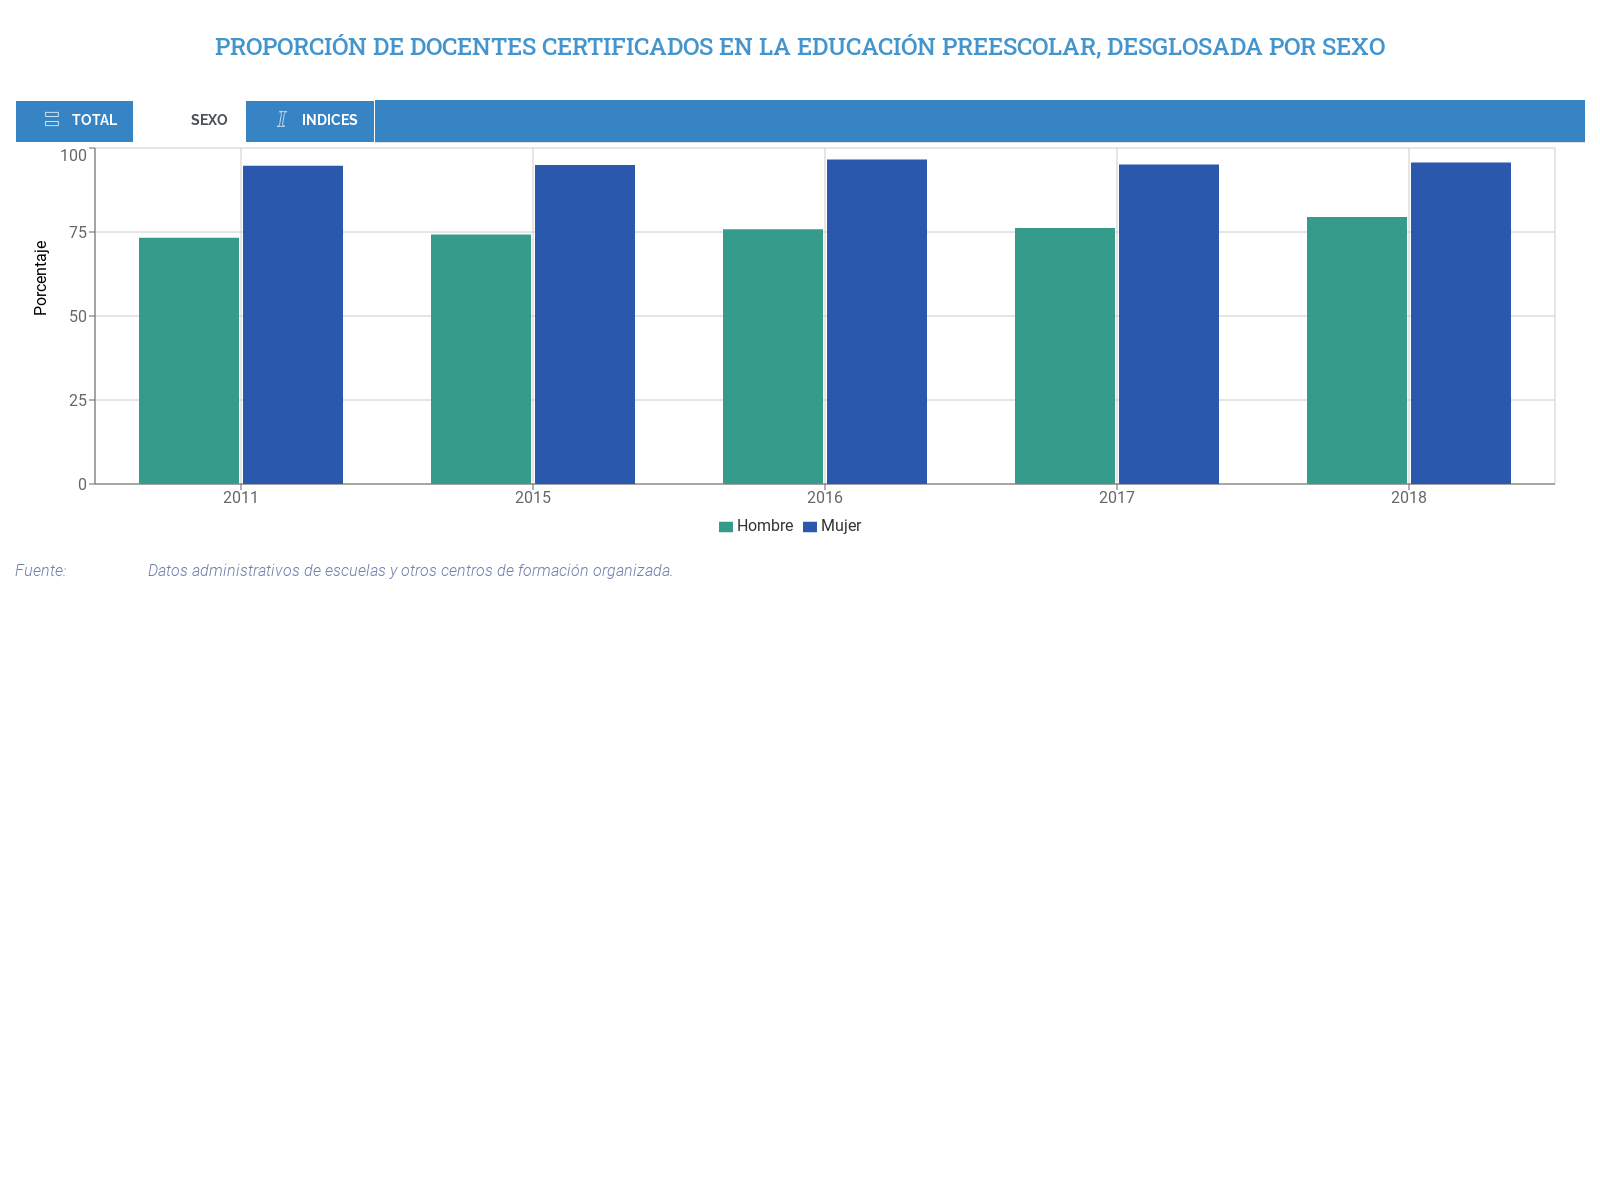 PROPORCIÓN DE DOCENTES CERTIFICADOS EN LA EDUCACIÓN PREESCOLAR, DESGLOSADA POR SEXO
TOTAL SEXO INDICES
Porcentaje
100
75
50
25
0
2011 2015 2016 2017 2018
Hombre Mujer
Fuente: Datos administrativos de escuelas y otros centros de formación organizada.